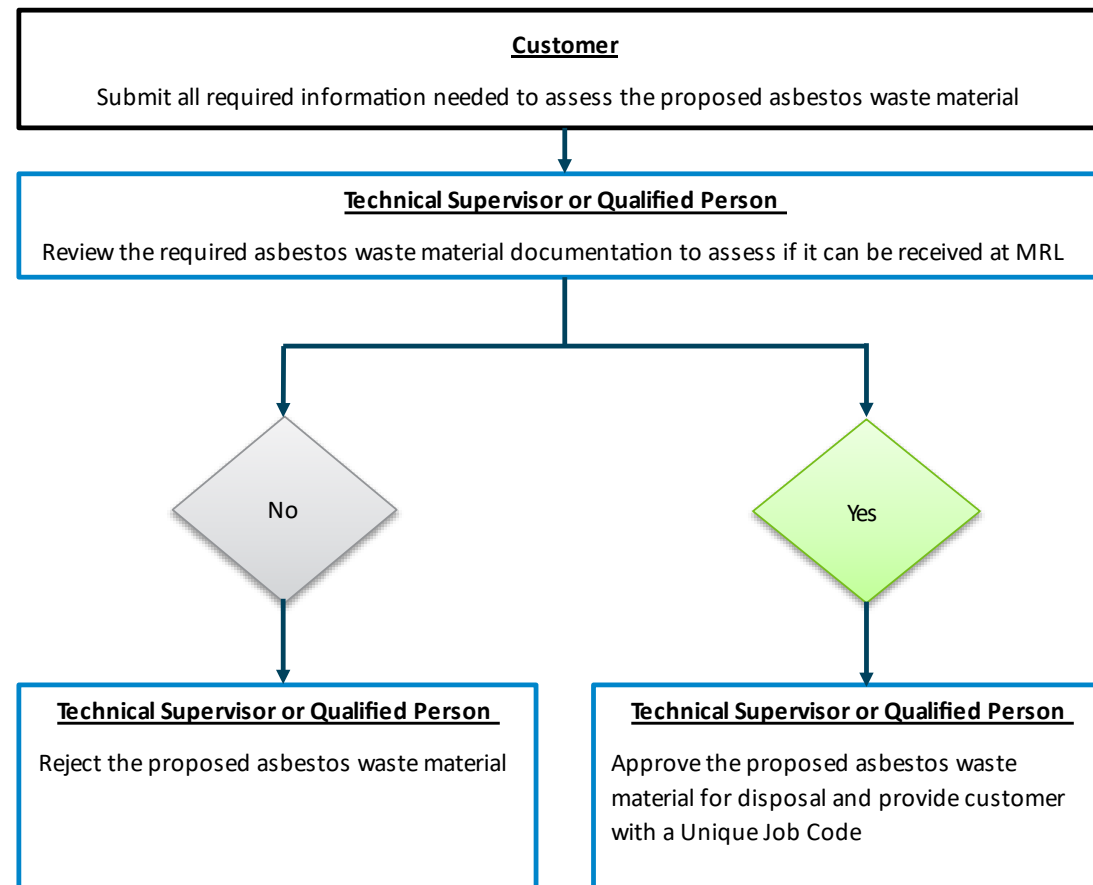 Customer
Submit all required information needed to assess the proposed asbestos waste material
Technical Supervisor or Qualified Person
Review the required asbestos waste material documentation to assess if it can be received at MRL
No
Yes
Technical Supervisor or Qualified Person
Reject the proposed asbestos waste material
Technical Supervisor or Qualified Person
Approve the proposed asbestos waste
material for disposal and provide customer
with a Unique Job Code